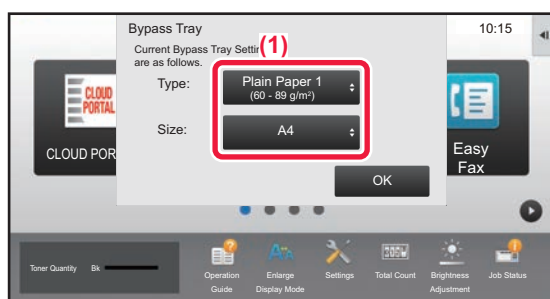 Bypass Tray
10:15
Current Bypass Tray Setti
(1)
are as follows.
Type:
Plain Paper 1
(60 - 89 g/m²)
Size:
A4
OK
CLOUD
PORTAL
CLOUD POR
Easy
Fax
Toner Quantity
Bk
Operation
Guide
Enlarge
Display Mode
Settings
Total Count
Brightness
Adjustment
Job Status